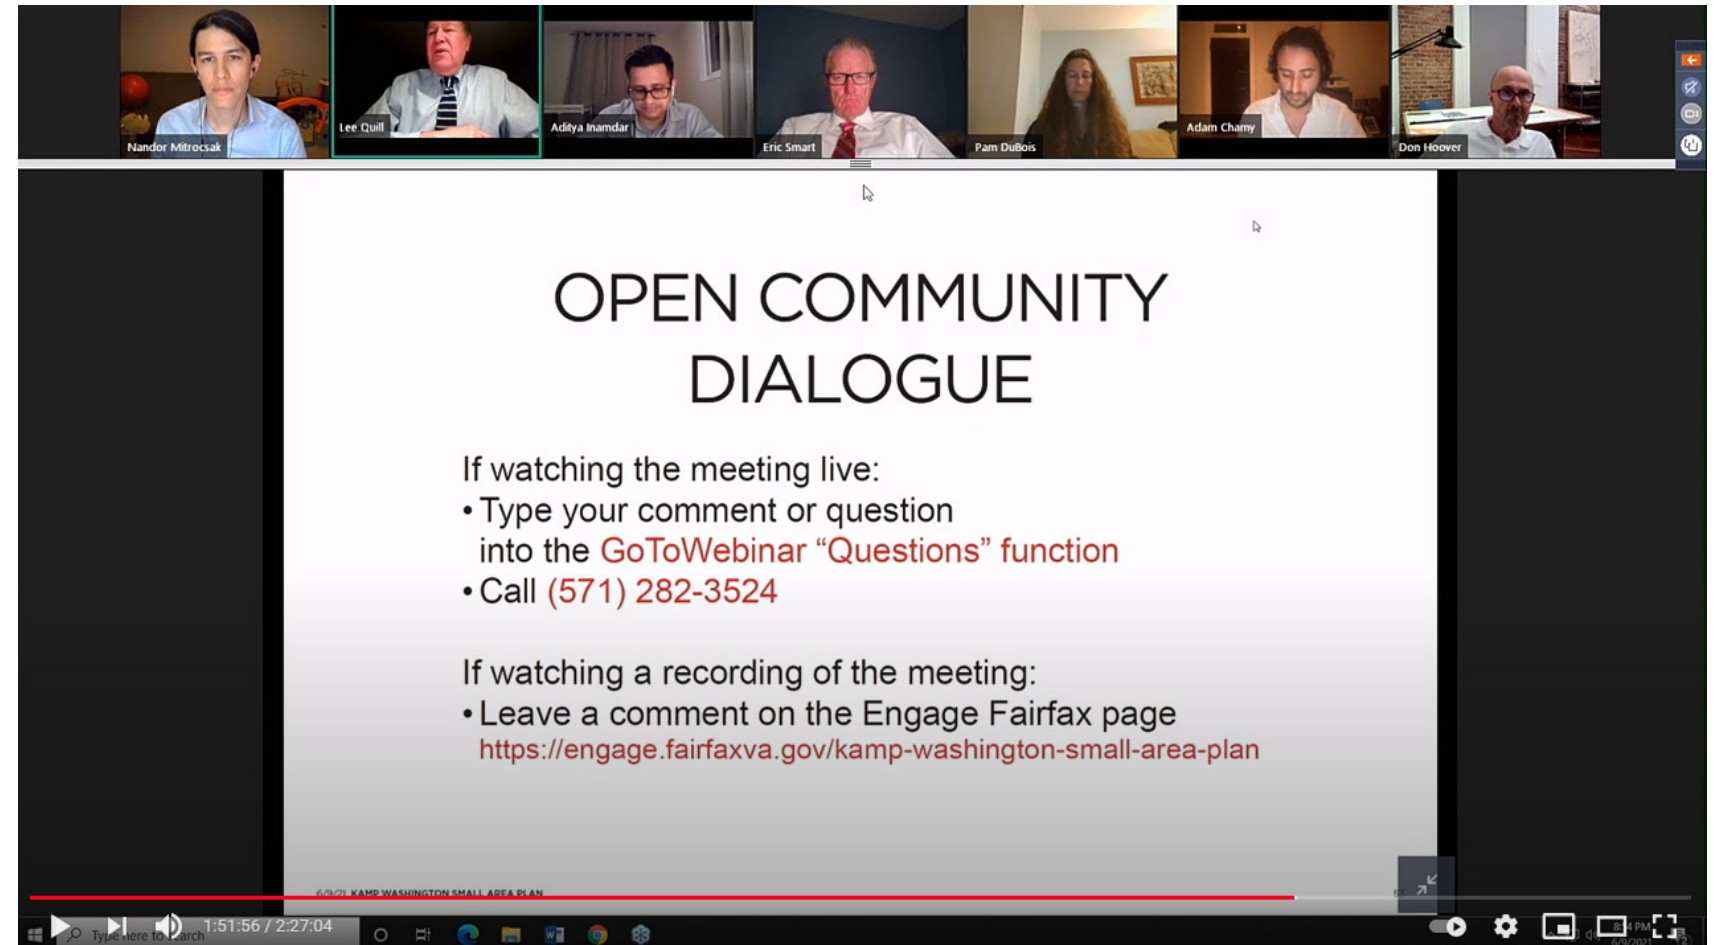 Nandor Mitrocsak
Lee Quill
Aditya Inamdar
Eric Smart
Pam DuBois
Adam Chamy
Don Hoover
OPEN COMMUNITY
DIALOGUE
If watching the meeting live:
• Type your comment or question
into the GoToWebinar “Questions” function
• Call (571) 282-3524
If watching a recording of the meeting:
• Leave a comment on the Engage Fairfax page
https://engage.fairfaxva.gov/kamp-washington-small-area-plan
6/9/21 KAMP WASHINGTON SMALL AREA PLAN
1:51:56 / 2:27:04
Type here to search
PM
6/9/2021